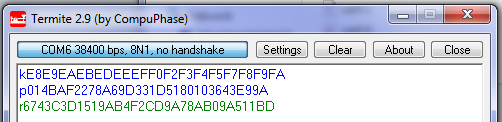 Termite 2.9 (by CompuPhase)
COM6 38400 bps, 8N1, no handshake Settings Clear About Close
kE8E9EAEBEDEEEFF0F2F3F4F5F7F8F9FA
p014BAF2278A69D331D5180103643E99A
r6743C3D1519AB4F2CD9A78AB09A511BD